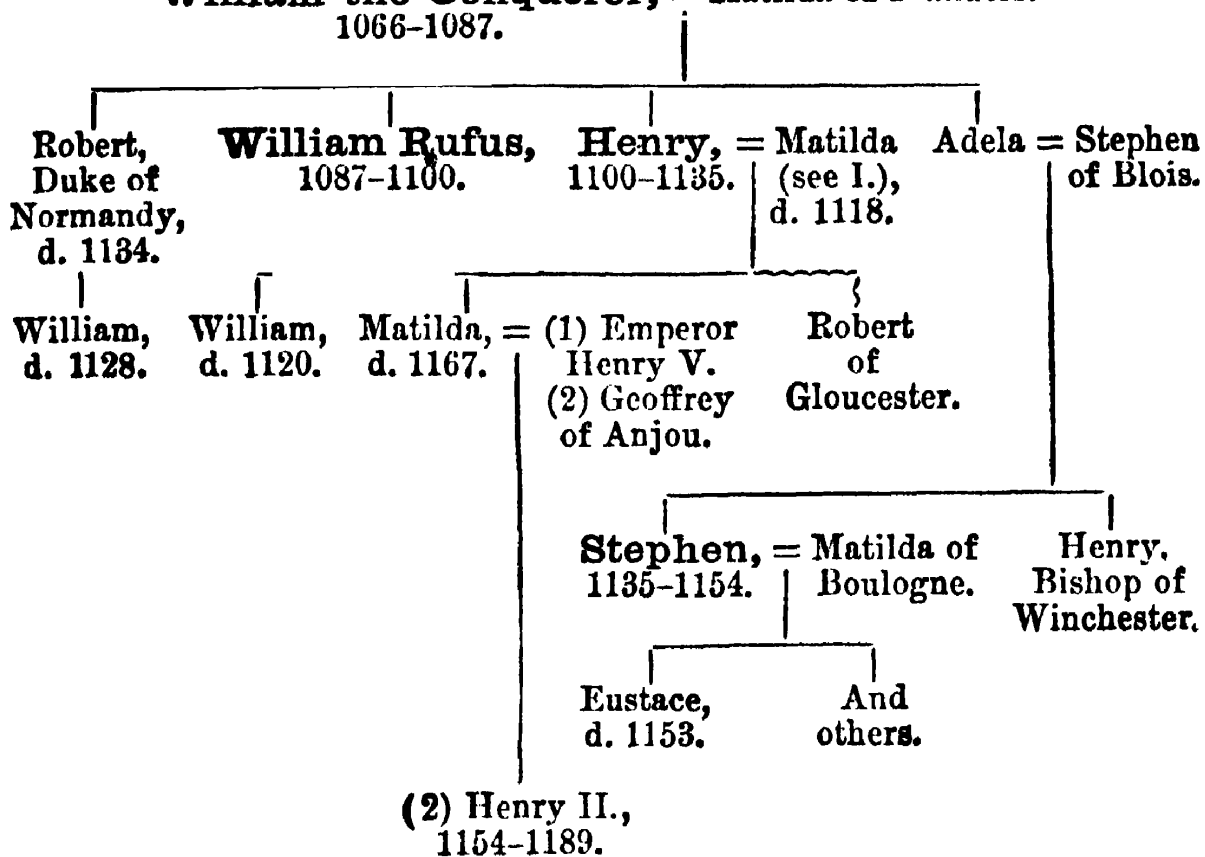 1066–1087.
Robert,
Duke of
Normandy,
d. 1134.
William Rufus,
1087–1100.
Henry, =
1100–1135.
Matilda
(see I.),
d. 1118.
Adela = Stephen
of Blois.
William,
d. 1128.
William,
d. 1120.
Matilda, =
d. 1167.
(1) Emperor
Henry V.
(2) Geoffrey
of Anjou.
Robert
of
Gloucester.
Stephen, =
1135–1154.
Matilda of
Boulogne.
Henry,
Bishop of
Winchester.
Eustace,
d. 1153.
And
others.
(2) Henry II.,
1154–1189.